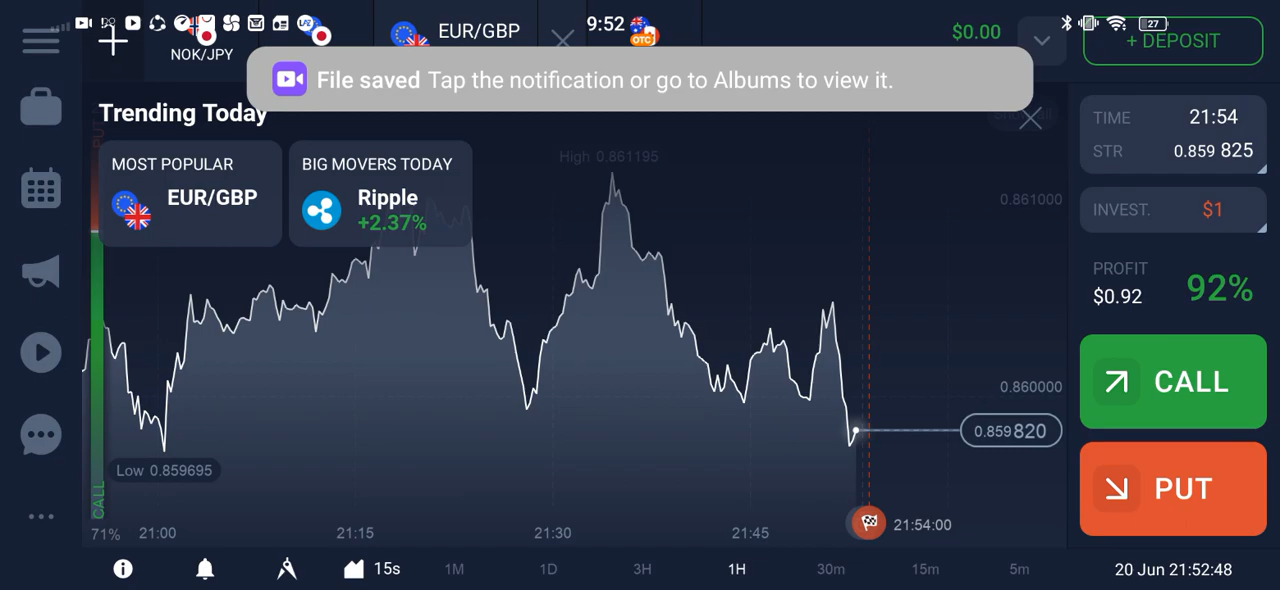 9:52
27
NOK/JPY
EUR/GBP
OTC
$0.00
+ DEPOSIT
File saved Tap the notification or go to Albums to view it.
Trending Today
MOST POPULAR
EUR/GBP
BIG MOVERS TODAY
Ripple
+2.37%
High 0.861195
0.861000
0.860000
0.859820
Low 0.859695
CALL
71%
21:00
21:15
21:30
21:45
21:54:00
TIME 21:54
STR 0.859 825
INVEST. $1
PROFIT
$0.92
92%
CALL
PUT
15s
1M
1D
3H
1H
30m
15m
5m
20 Jun 21:52:48